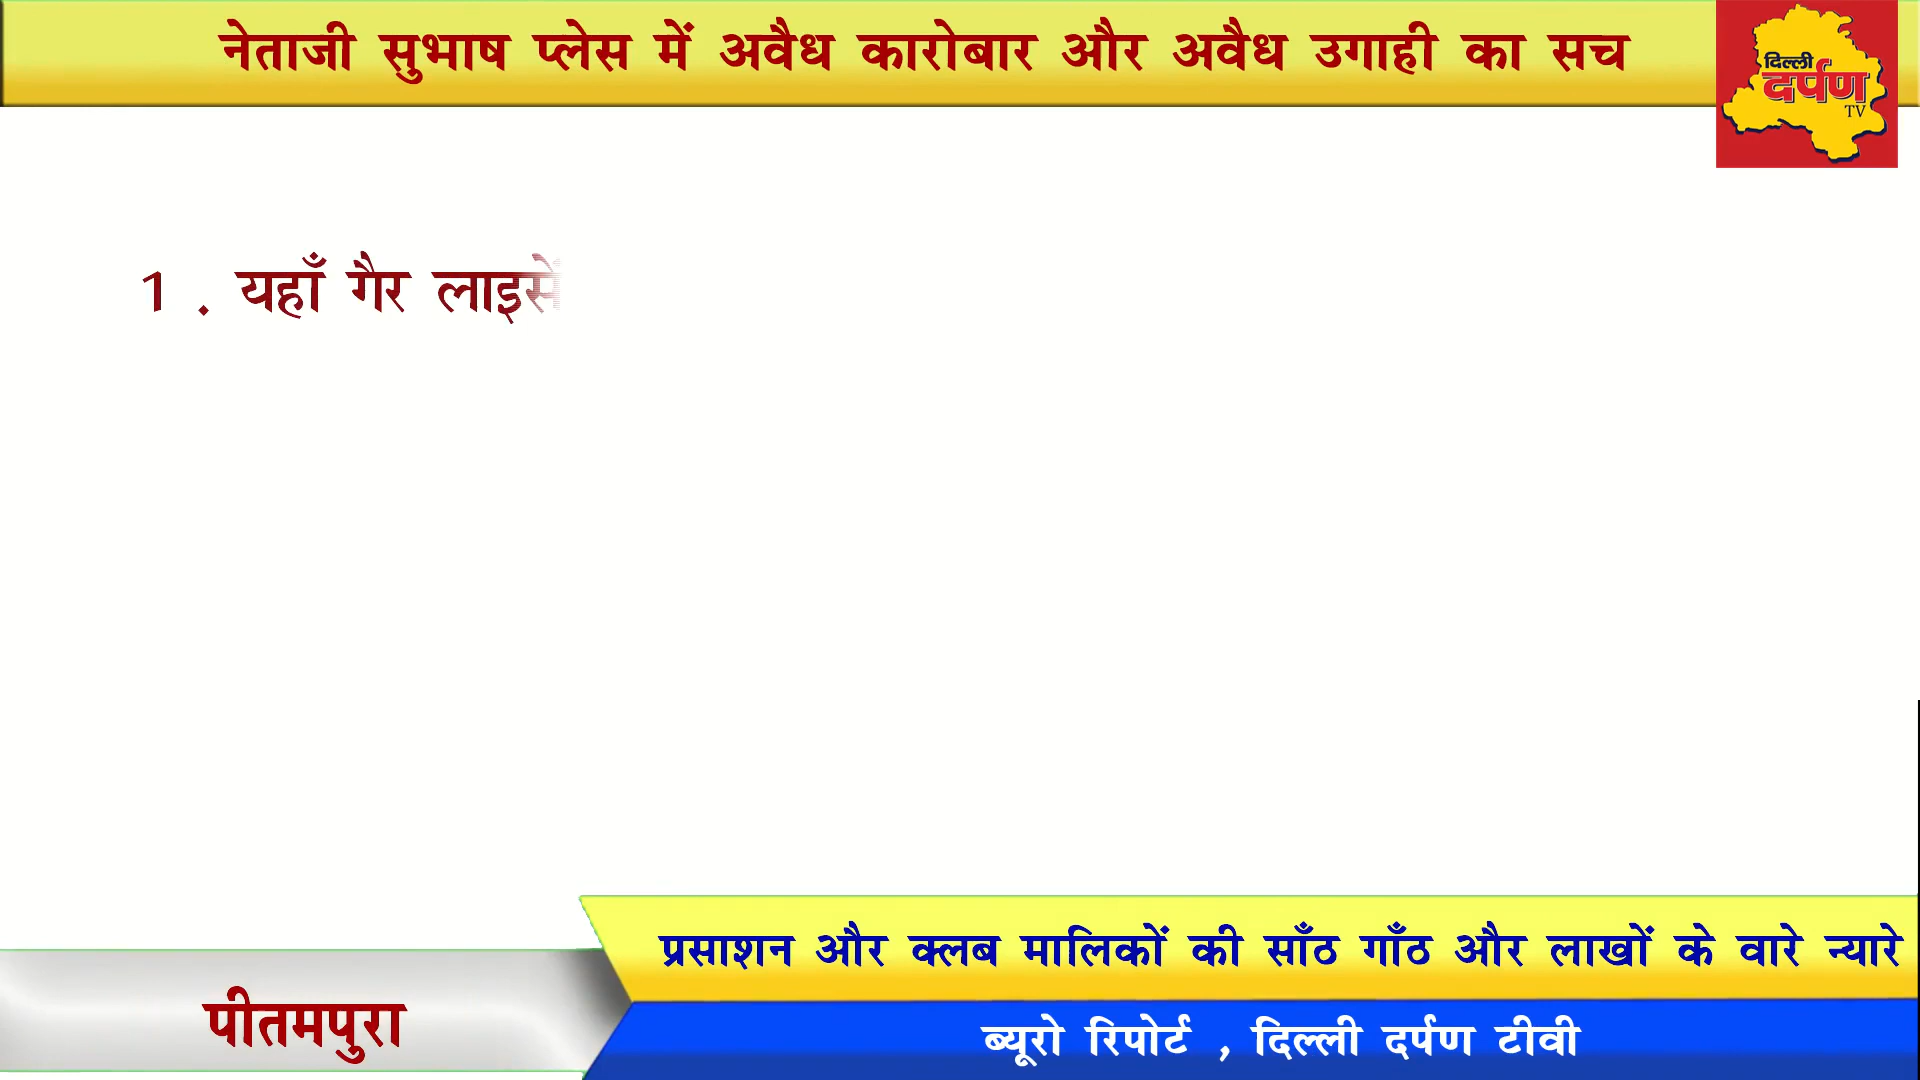 नेताजी सुभाष प्लेस में अवैध कारोबार और अवैध उगाही का सच
दिल्ली
दर्पण
TV
1 . यहाँ गैर
प्रसाशन और क्लब मालिकों की साँठ गाँठ और लाखों के वारे न्यारे
पीतमपुरा
ब्यूरो रिपोर्ट , दिल्ली दर्पण टीवी